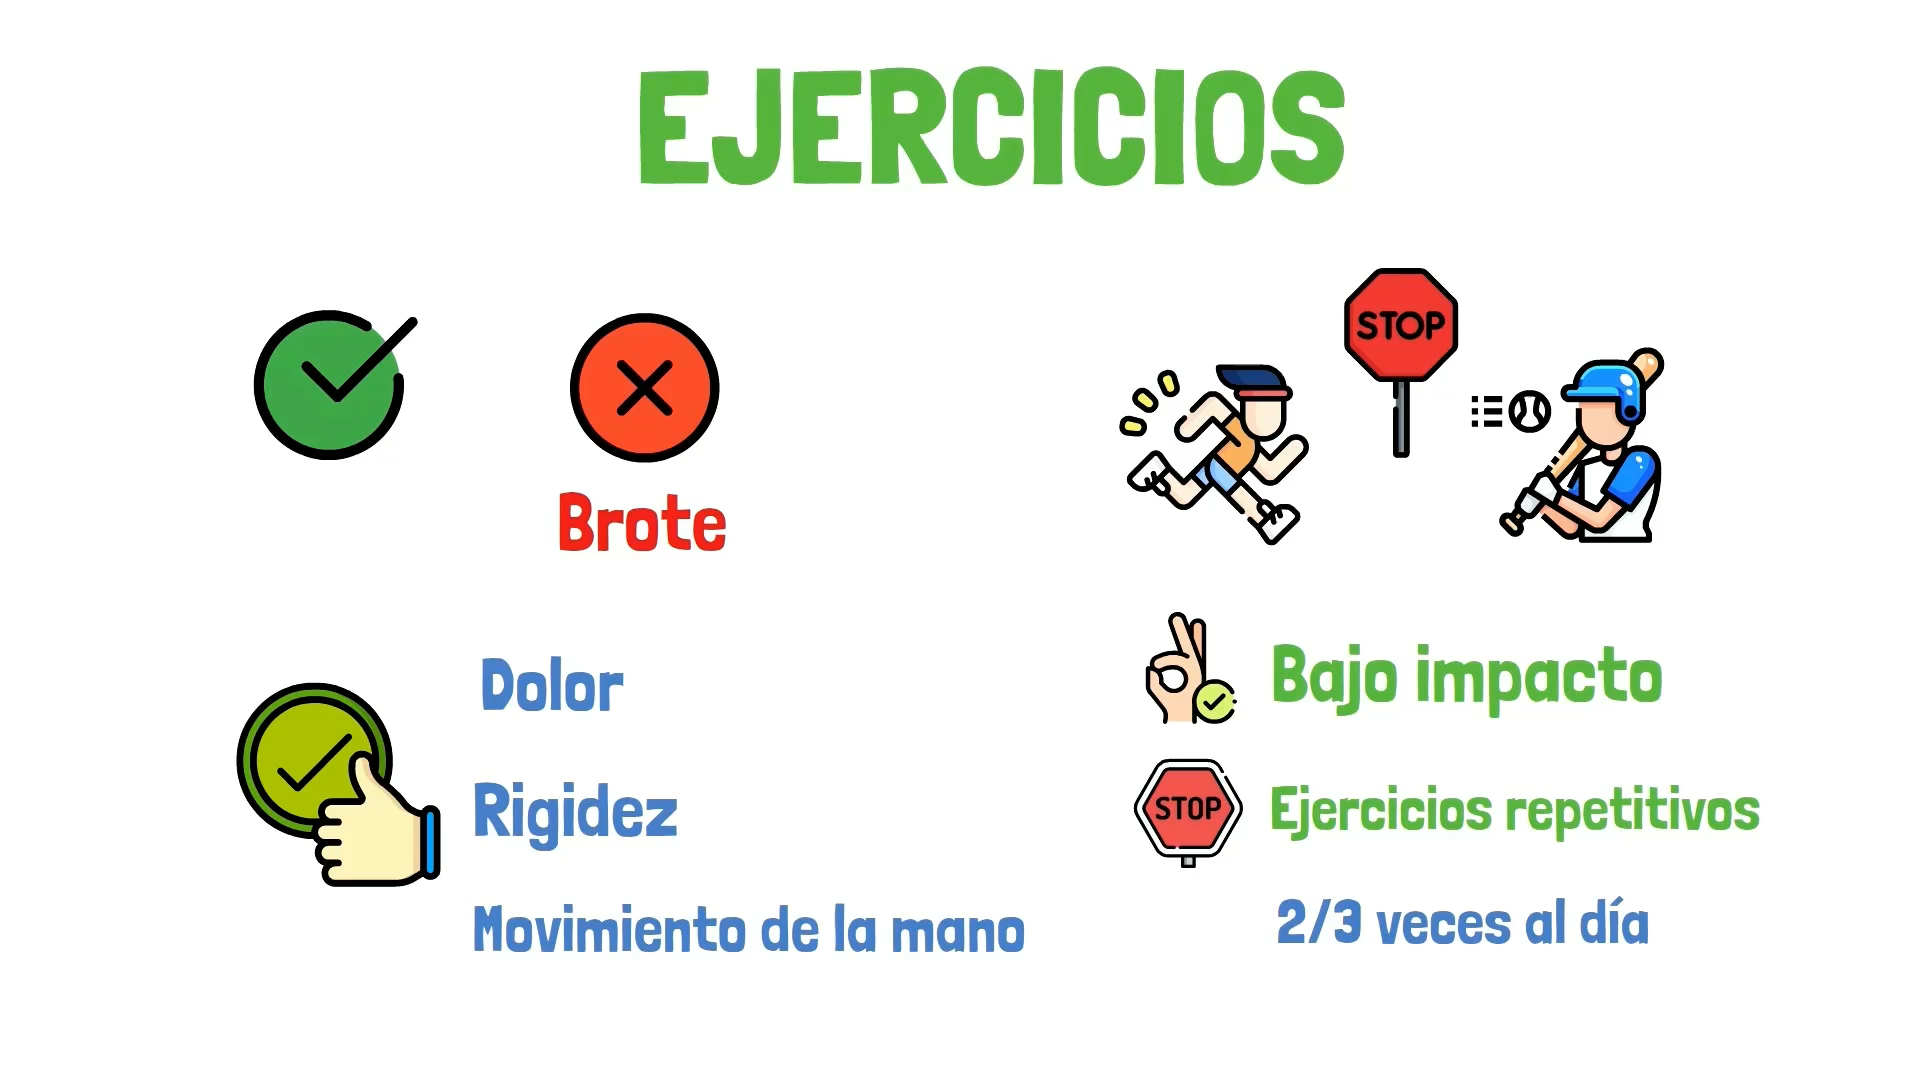 EJERCICIOS
Brote
Dolor
Rigidez
Movimiento de la mano
STOP
Bajo impacto
STOP
Ejercicios repetitivos
2/3 veces al día